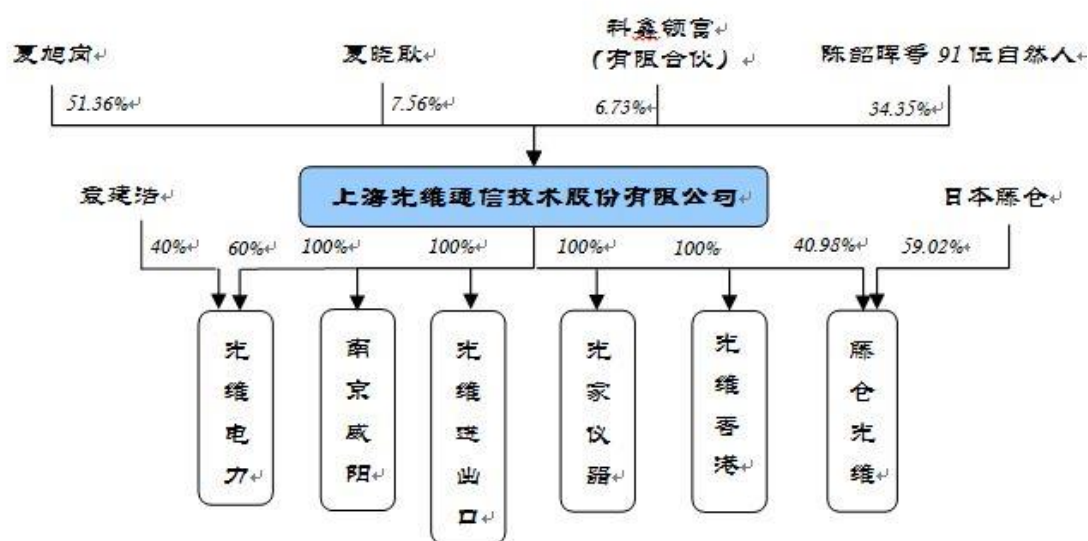 夏旭岗
夏晓耿
科鑫领富
（有限合伙）
陈韶晖等 91 位自然人
51.36%
7.56%
6.73%
34.35%
袁建浩
上海光维通信技术股份有限公司
日本藤仓
40%
60%
100%
100%
100%
100%
40.98%
59.02%
光维电力
南京威阳
光维进出口
光家仪器
光维香港
藤仓光维